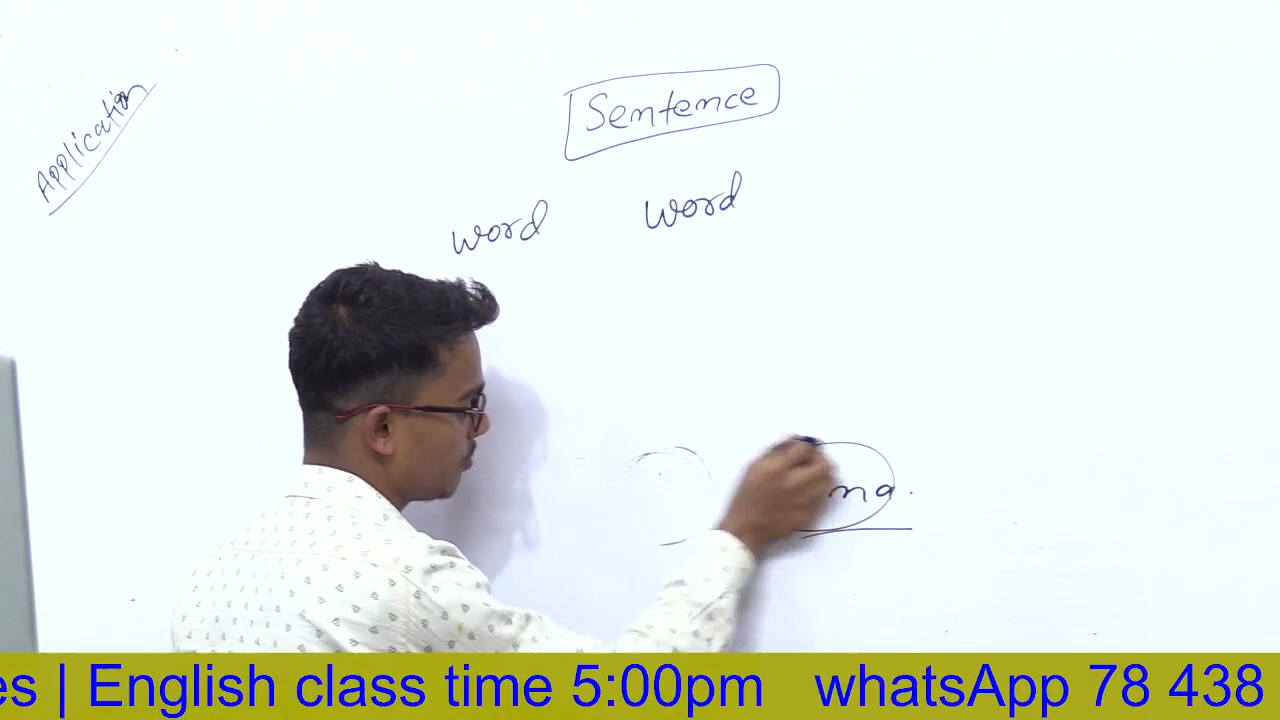 Application
Sentence
word word
es | English class time 5:00pm whatsApp 78 438